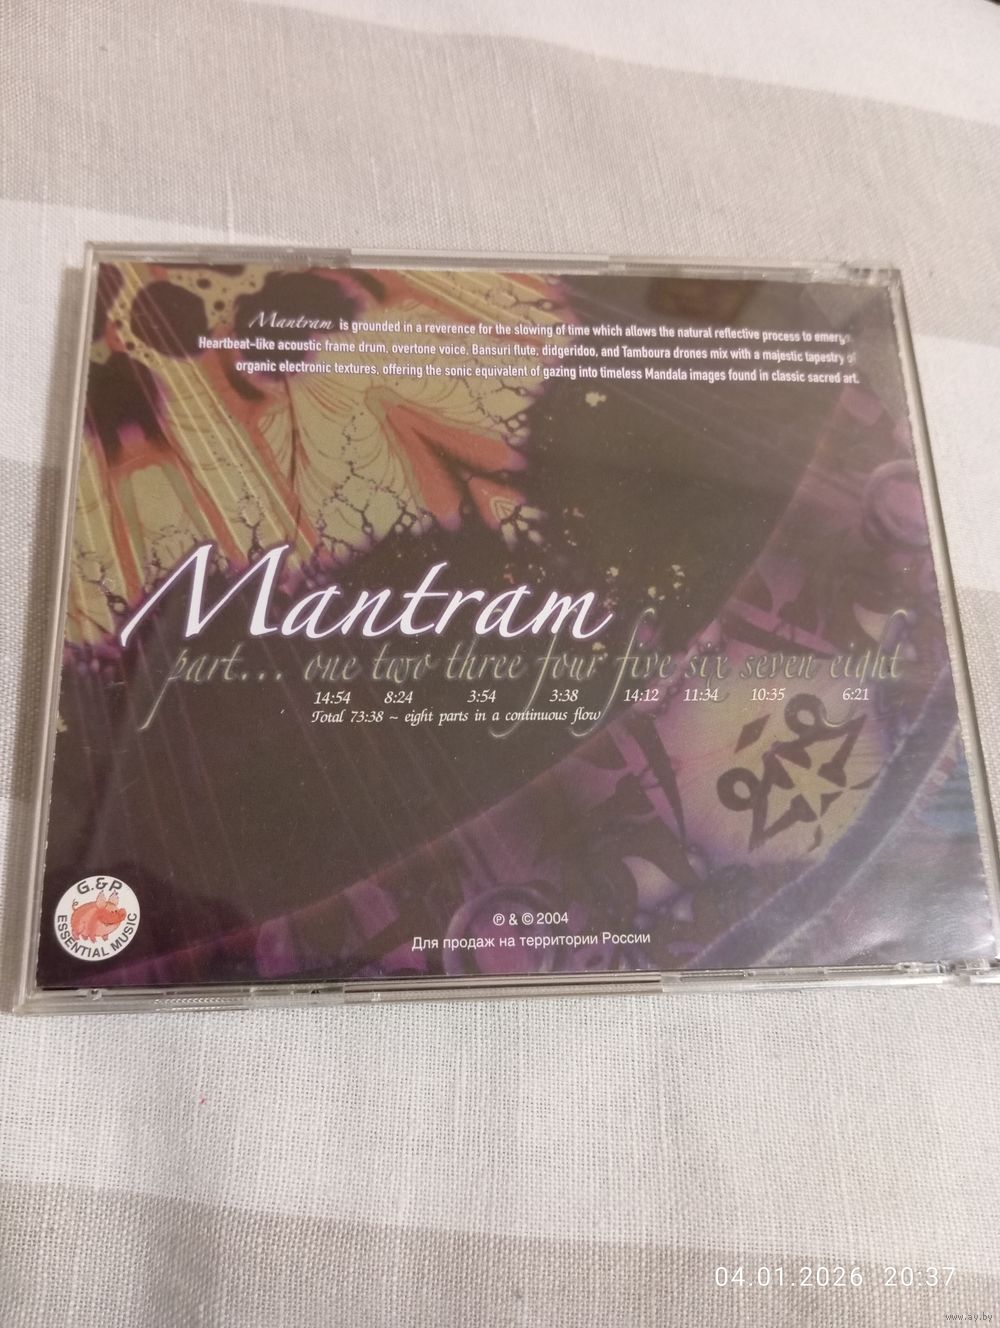 Mantram is grounded in a reverence for the slowing of time which allows the natural reflective process to emerge.
Heartbeat-like acoustic frame drum, overtone voice, Bansuri flute, didgeridoo, and Tamboura drones mix with a majestic tapestry of
organic electronic textures, offering the sonic equivalent of gazing into timeless Mandala images found in classic sacred art.
Mantram
part... one two three four five six seven eight
14:54 8:24 3:54 3:38 14:12 11:34 10:35 6:21
Total 73:38 ~ eight parts in a continuous flow
G.&P
ESSENTIAL MUSIC
℗ & © 2004
Для продаж на территории России
04.01.2026 20:37
www.ay.by